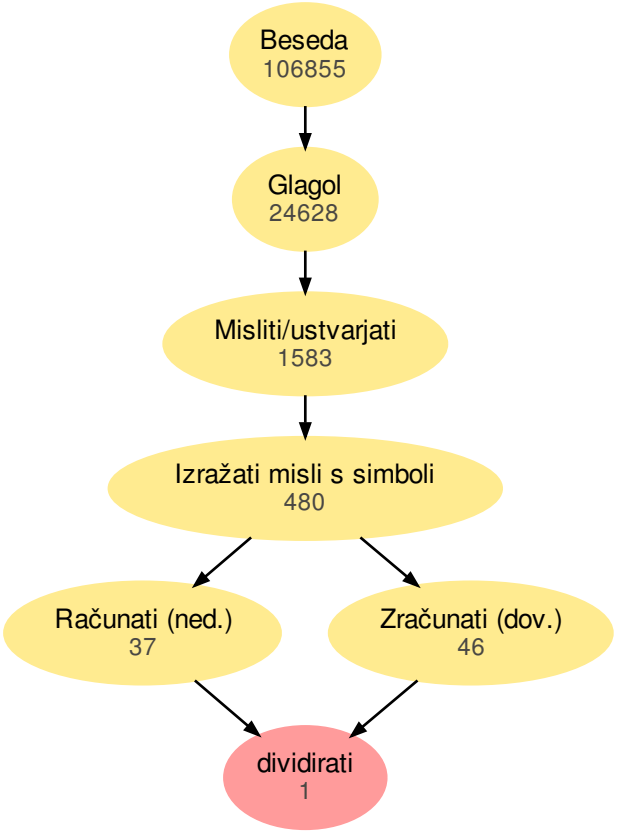 Beseda
106855
Glagol
24628
Misliti/ustvarjati
1583
Izražati misli s simboli
480
Računati (ned.)
37
Zračunati (dov.)
46
dividirati
1